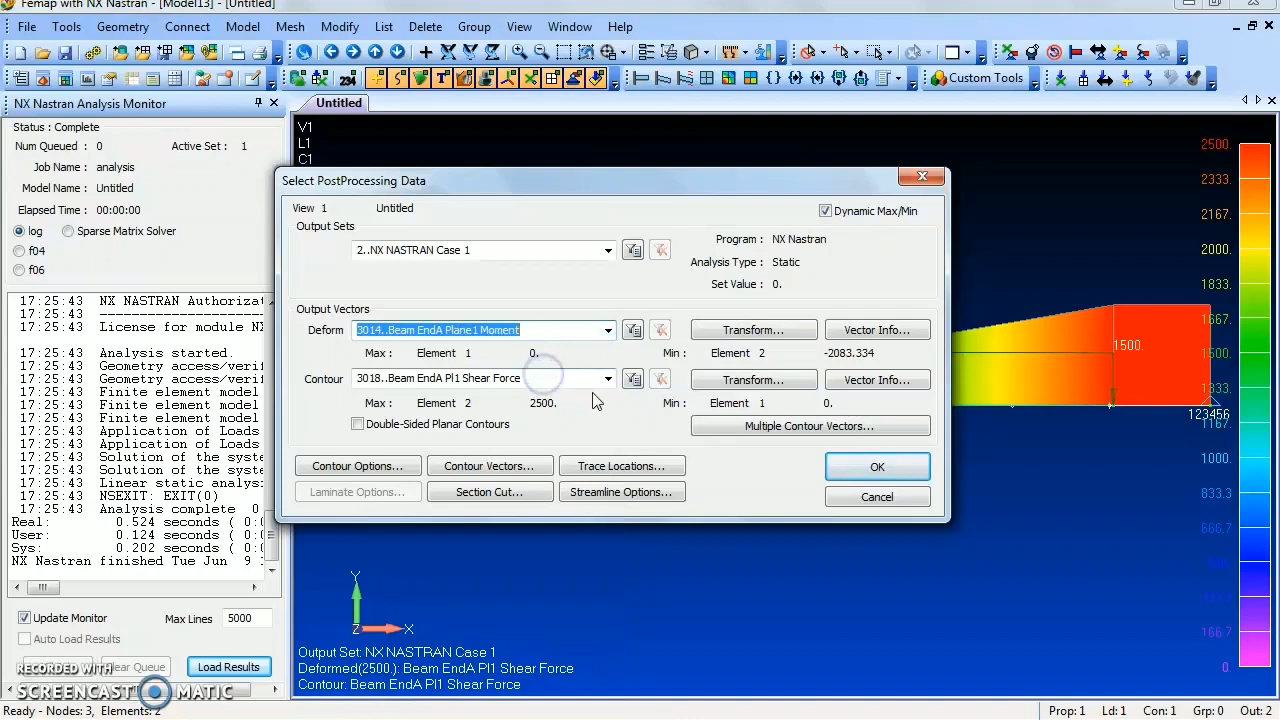 Femap with NX Nastran - [Model13] - [Untitled]
File Tools Geometry Connect Model Mesh Modify List Delete Group View Window Help
Custom Tools
NX Nastran Analysis Monitor
Untitled
Status : Complete
Num Queued : 0 Active Set : 1
Job Name : analysis
Model Name : Untitled
Elapsed Time : 00:00:00
log Sparse Matrix Solver
f04
f06
17:25:43 NX NASTRAN Authorizat
17:25:43 ----------------------
17:25:43 License for module NX
17:25:43
17:25:43 Analysis started.
17:25:43 Geometry access/verif
17:25:43 Geometry access/verif
17:25:43 Finite element model
17:25:43 Finite element model
17:25:43 Application of Loads
17:25:43 Solution of the syste
17:25:43 Solution of the syste
17:25:43 Linear static analysi
17:25:43 NSEXIT: EXIT(0)
17:25:43 Analysis complete 0
Real: 0.524 seconds ( 0:0
User: 0.124 seconds ( 0:0
Sys: 0.202 seconds ( 0:0
NX Nastran finished Tue Jun 9 1
Update Monitor Max Lines 5000
Auto Load Results
Clear Queue Load Results
RECORDED WITH
SCREENCAST MATIC
V1
L1
C1
Select PostProcessing Data
View 1 Untitled
Dynamic Max/Min
Output Sets
2..NX NASTRAN Case 1
Program : NX Nastran
Analysis Type : Static
Set Value : 0.
Output Vectors
Deform 3014..Beam EndA Plane1 Moment Transform... Vector Info...
Max : Element 1 0. Min : Element 2 -2083.334
Contour 3018..Beam EndA Pl1 Shear Force Transform... Vector Info...
Max : Element 2 2500. Min : Element 1 0.
Double-Sided Planar Contours Multiple Contour Vectors...
Contour Options... Contour Vectors... Trace Locations... OK
Laminate Options... Section Cut... Streamline Options... Cancel
1500.
123456
2500.
2333.
2167.
2000.
1833.
1667.
1500.
1333.
1167.
1000.
833.3
666.7
500.
333.3
166.7
0.
Y
Z X
Output Set: NX NASTRAN Case 1
Deformed(2500.): Beam EndA Pl1 Shear Force
Contour: Beam EndA Pl1 Shear Force
Ready - Nodes: 3, Elements: 2
Prop: 1 Ld: 1 Con: 1 Grp: 0 Out: 2